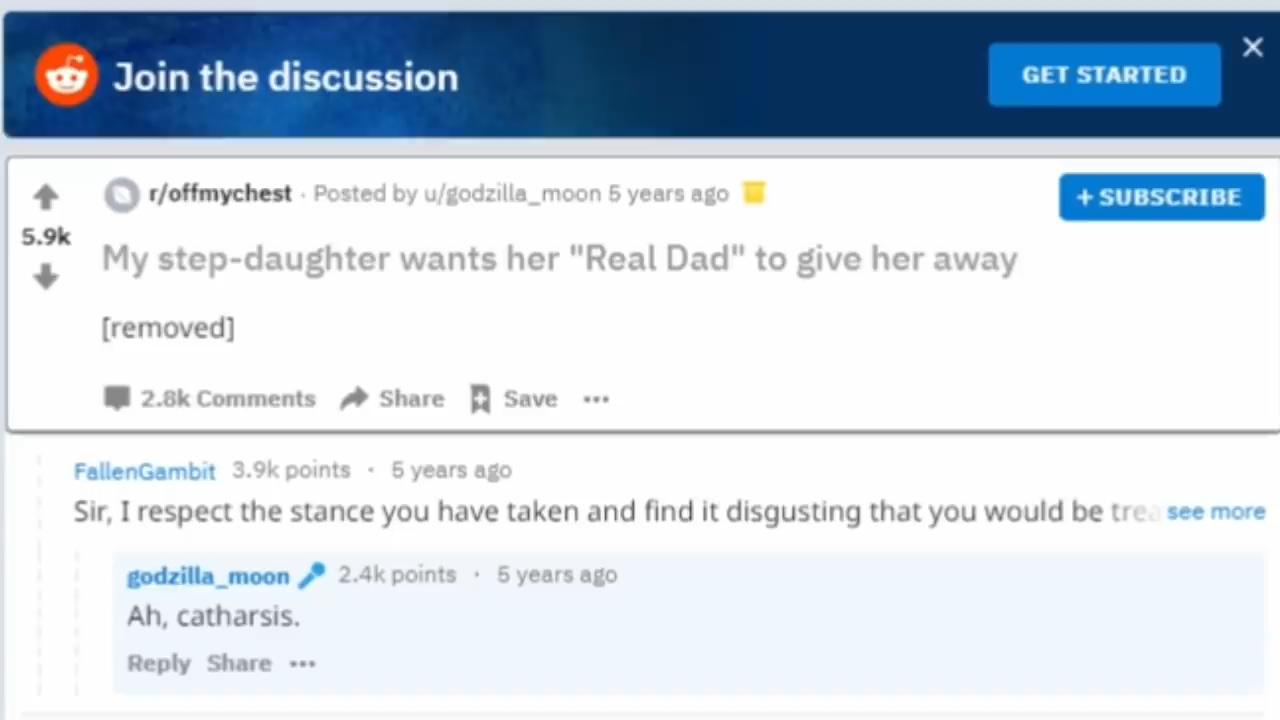 Join the discussion
GET STARTED
r/offmychest · Posted by u/godzilla_moon 5 years ago
+ SUBSCRIBE
5.9k
My step-daughter wants her "Real Dad" to give her away
[removed]
2.8k Comments Share Save ···
FallenGambit 3.9k points · 5 years ago
Sir, I respect the stance you have taken and find it disgusting that you would be trea see more
godzilla_moon 2.4k points · 5 years ago
Ah, catharsis.
Reply Share ···